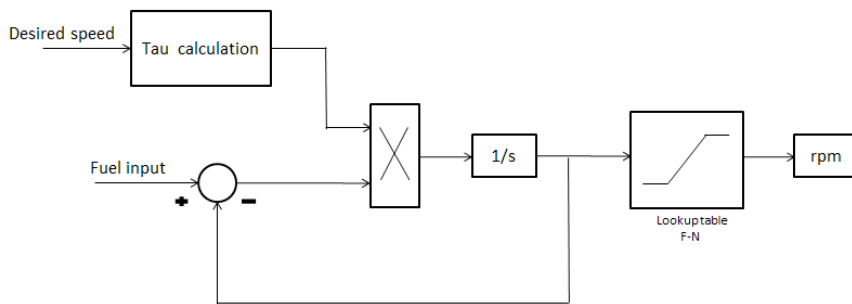 Desired speed
Tau calculation
Fuel input
+
-
1/s
rpm
Lookuptable
F-N